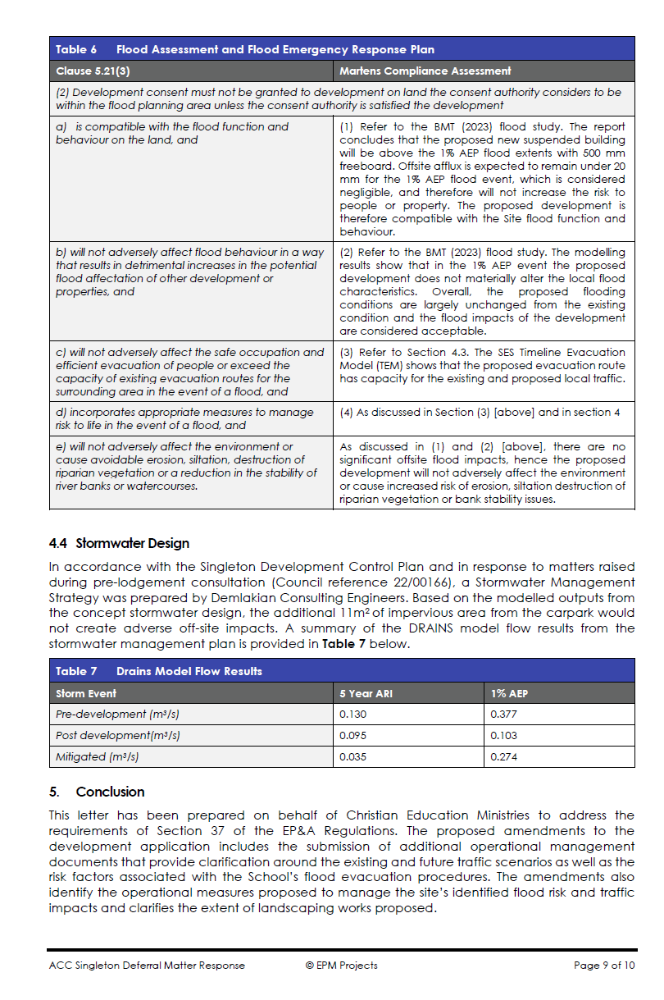 Table 6 Flood Assessment and Flood Emergency Response Plan
Clause 5.21(3) Martens Compliance Assessment
(2) Development consent must not be granted to development on land the consent authority considers to be
within the flood planning area unless the consent authority is satisfied the development
a) is compatible with the flood function and
behaviour on the land, and
(1) Refer to the BMT (2023) flood study. The report
concludes that the proposed new suspended building
will be above the 1% AEP flood extents with 500 mm
freeboard. Offsite afflux is expected to remain under 20
mm for the 1% AEP flood event, which is considered
negligible, and therefore will not increase the risk to
people or property. The proposed development is
therefore compatible with the Site flood function and
behaviour.
b) will not adversely affect flood behaviour in a way
that results in detrimental increases in the potential
flood affectation of other development or
properties, and
(2) Refer to the BMT (2023) flood study. The modelling
results show that in the 1% AEP event the proposed
development does not materially alter the local flood
characteristics. Overall, the proposed flooding
conditions are largely unchanged from the existing
condition and the flood impacts of the development
are considered acceptable.
c) will not adversely affect the safe occupation and
efficient evacuation of people or exceed the
capacity of existing evacuation routes for the
surrounding area in the event of a flood, and
(3) Refer to Section 4.3. The SES Timeline Evacuation
Model (TEM) shows that the proposed evacuation route
has capacity for the existing and proposed local traffic.
d) incorporates appropriate measures to manage
risk to life in the event of a flood, and
(4) As discussed in Section (3) [above] and in section 4
e) will not adversely affect the environment or
cause avoidable erosion, siltation, destruction of
riparian vegetation or a reduction in the stability of
river banks or watercourses.
As discussed in (1) and (2) [above], there are no
significant offsite flood impacts, hence the proposed
development will not adversely affect the environment
or cause increased risk of erosion, siltation destruction of
riparian vegetation or bank stability issues.
4.4 Stormwater Design
In accordance with the Singleton Development Control Plan and in response to matters raised
during pre-lodgement consultation (Council reference 22/00166), a Stormwater Management
Strategy was prepared by Demlakian Consulting Engineers. Based on the modelled outputs from
the concept stormwater design, the additional 11m² of impervious area from the carpark would
not create adverse off-site impacts. A summary of the DRAINS model flow results from the
stormwater management plan is provided in Table 7 below.
Table 7 Drains Model Flow Results
Storm Event 5 Year ARI 1% AEP
Pre-development (m³/s) 0.130 0.377
Post development(m³/s) 0.095 0.103
Mitigated (m³/s) 0.035 0.274
5. Conclusion
This letter has been prepared on behalf of Christian Education Ministries to address the
requirements of Section 37 of the EP&A Regulations. The proposed amendments to the
development application includes the submission of additional operational management
documents that provide clarification around the existing and future traffic scenarios as well as the
risk factors associated with the School's flood evacuation procedures. The amendments also
identify the operational measures proposed to manage the site's identified flood risk and traffic
impacts and clarifies the extent of landscaping works proposed.
ACC Singleton Deferral Matter Response © EPM Projects Page 9 of 10